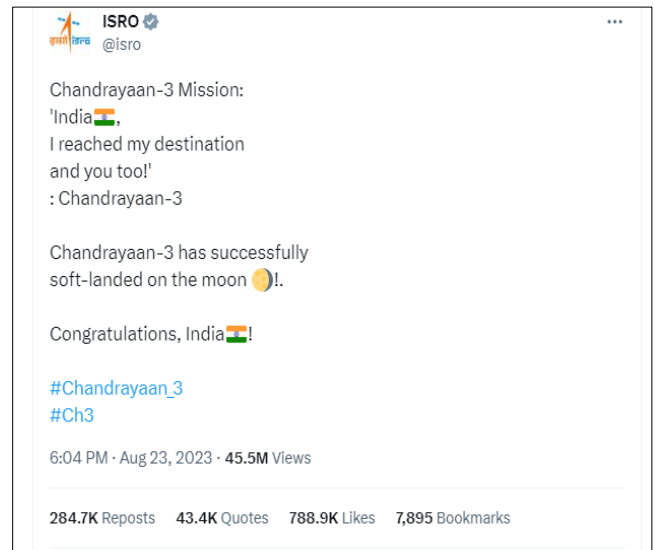 ISRO
इसरो isro
@isro
...
Chandrayaan-3 Mission:
'India🇮🇳,
I reached my destination
and you too!'
: Chandrayaan-3
Chandrayaan-3 has successfully
soft-landed on the moon 🌖!.
Congratulations, India🇮🇳!
#Chandrayaan_3
#Ch3
6:04 PM · Aug 23, 2023 · 45.5M Views
284.7K Reposts 43.4K Quotes 788.9K Likes 7,895 Bookmarks